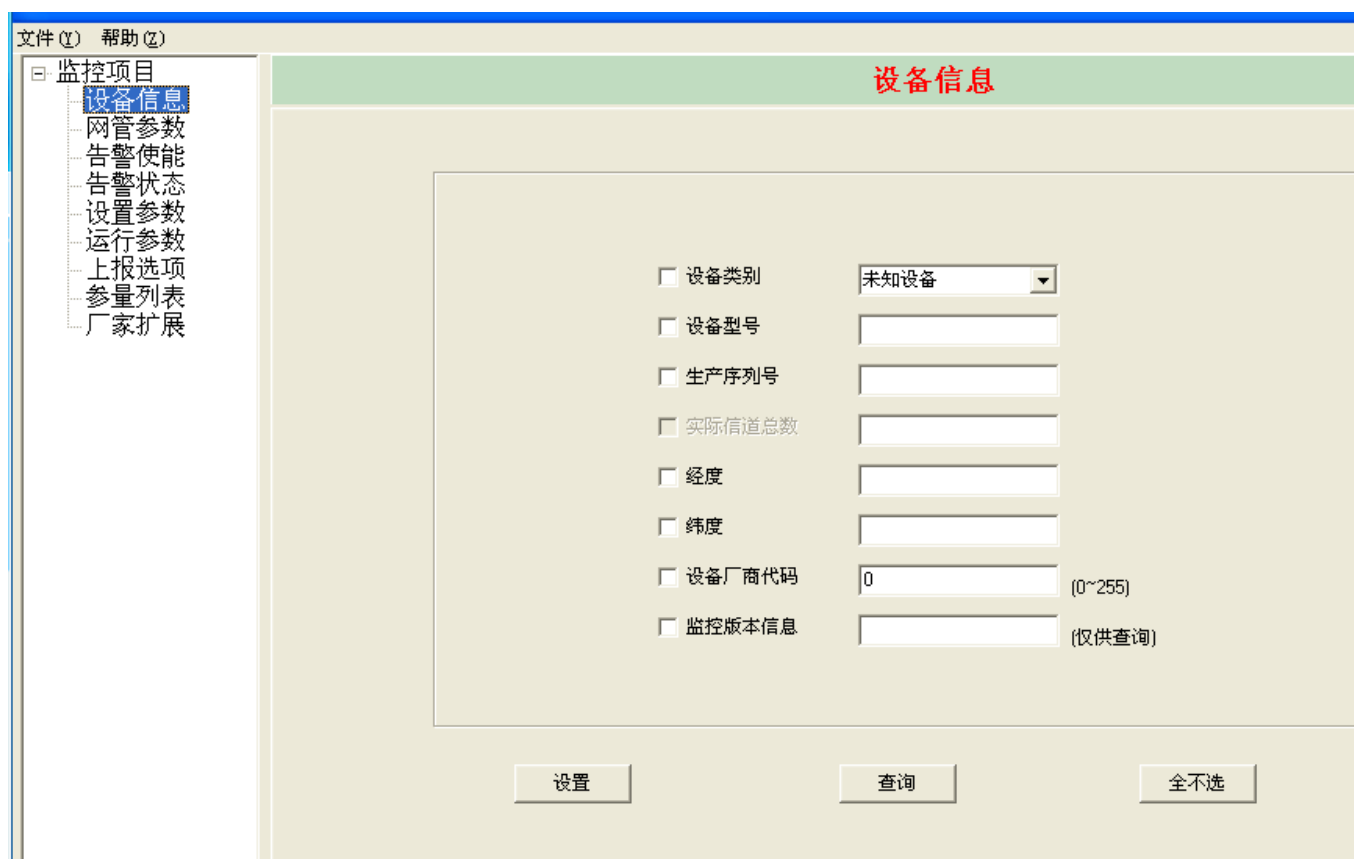 文件(Y) 帮助(Z)
监控项目
设备信息
网管参数
告警使能
告警状态
设置参数
运行参数
上报选项
参量列表
厂家扩展
设备信息
设备类别 未知设备
设备型号
生产序列号
实际信道总数
经度
纬度
设备厂商代码 0 (0~255)
监控版本信息 (仅供查询)
设置 查询 全不选